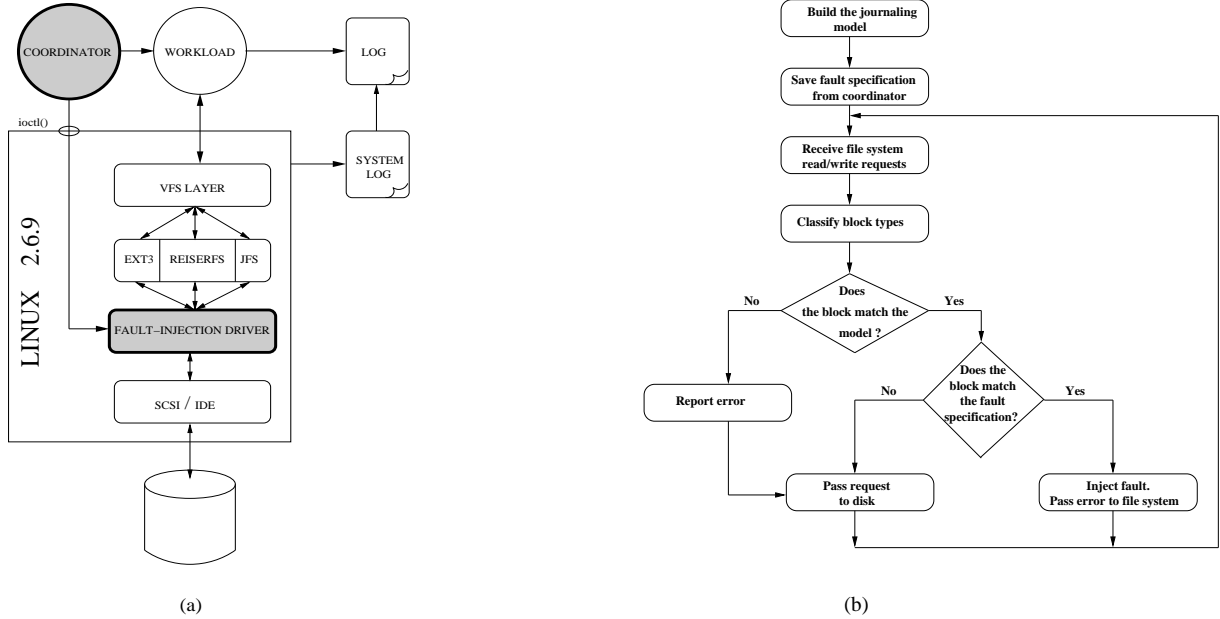 COORDINATOR
WORKLOAD
LOG
ioctl()
SYSTEM
LOG
VFS LAYER
EXT3
REISERFS
JFS
FAULT-INJECTION DRIVER
SCSI / IDE
LINUX 2.6.9
(a)
Build the journaling
model
Save fault specification
from coordinator
Receive file system
read/write requests
Classify block types
Does
the block match the
model ?
No
Yes
Report error
Does the
block match
the fault
specification?
No
Yes
Pass request
to disk
Inject fault.
Pass error to file system
(b)